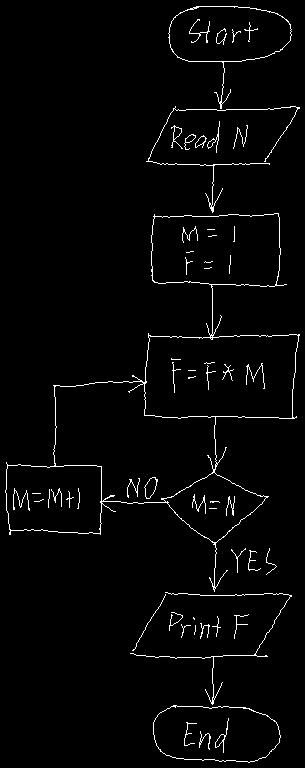 Start
Read N
M = 1
F = 1
F = F * M
M = N
NO
M = M+1
YES
Print F
End